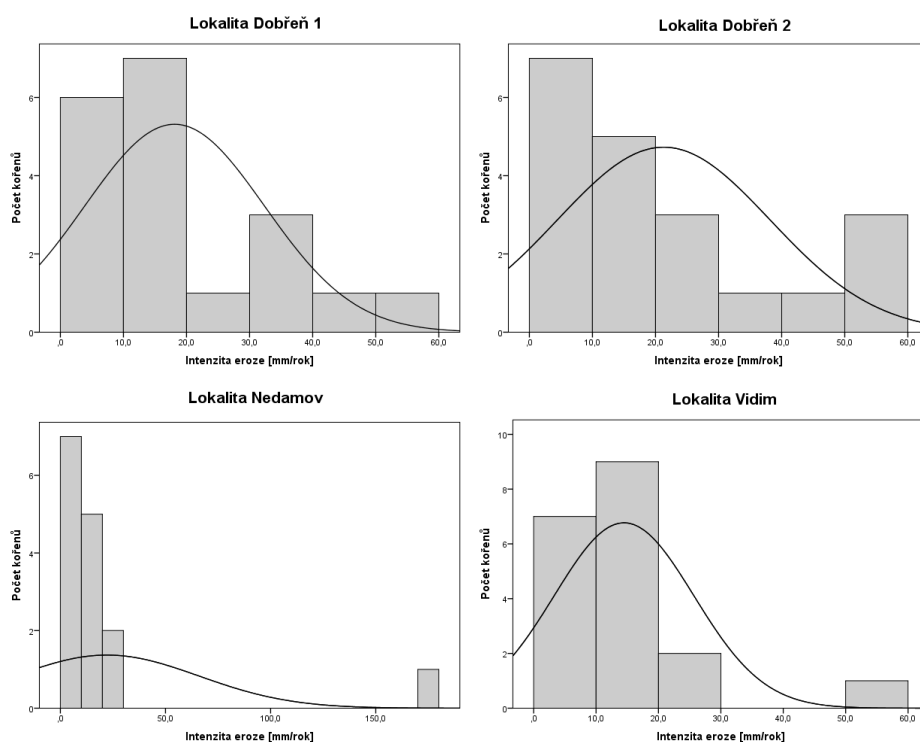 Lokalita Dobřeň 1
Počet kořenů
6
4
2
0
,0 10,0 20,0 30,0 40,0 50,0 60,0
Intenzita eroze [mm/rok]
Lokalita Dobřeň 2
Počet kořenů
6
4
2
0
,0 10,0 20,0 30,0 40,0 50,0 60,0
Intenzita eroze [mm/rok]
Lokalita Nedamov
Počet kořenů
6
4
2
0
,0 50,0 100,0 150,0
Intenzita eroze [mm/rok]
Lokalita Vidim
Počet kořenů
10
8
6
4
2
0
,0 10,0 20,0 30,0 40,0 50,0 60,0
Intenzita eroze [mm/rok]